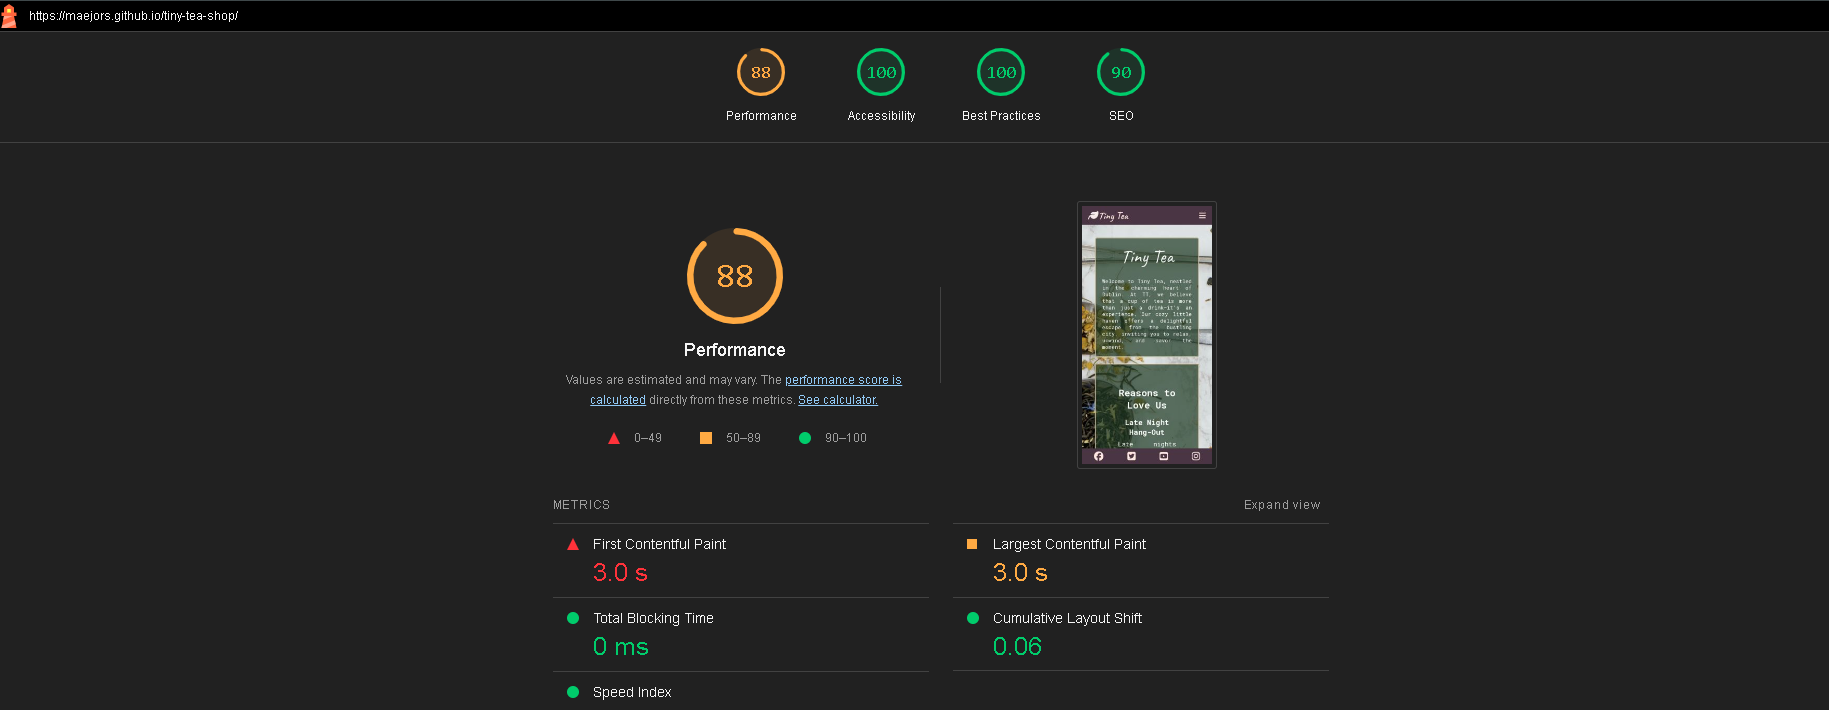 https://maejors.github.io/tiny-tea-shop/
88
100
100
90
Performance
Accessibility
Best Practices
SEO
88
Performance
Values are estimated and may vary. The performance score is
calculated directly from these metrics. See calculator.
0–49
50–89
90–100
Tiny Tea
Tiny Tea
Welcome to Tiny Tea, nestled
in the charming heart of
Dublin. At TT, we believe
that a cup of tea is more
than just a drink—it's an
experience. Our cozy little
haven offers a delightful
escape from the bustling
city, inviting you to relax,
unwind, and savor the
moment.
Reasons to
Love Us
Late Night
Hang-Out
Late nights
METRICS
Expand view
First Contentful Paint
3.0 s
Largest Contentful Paint
3.0 s
Total Blocking Time
0 ms
Cumulative Layout Shift
0.06
Speed Index